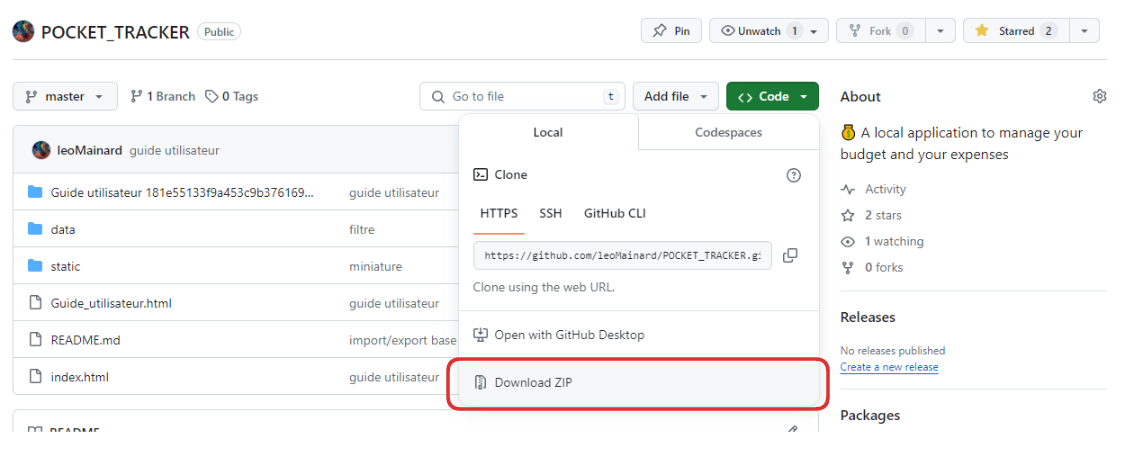 POCKET_TRACKER Public
Pin
Unwatch 1
Fork 0
Starred 2
master
1 Branch
0 Tags
Go to file t
Add file
Code
leoMainard guide utilisateur
Guide utilisateur 181e55133f9a453c9b376169... guide utilisateur
data filtre
static miniature
Guide_utilisateur.html guide utilisateur
README.md import/export base
index.html guide utilisateur
README
Local Codespaces
Clone
HTTPS SSH GitHub CLI
https://github.com/leoMainard/POCKET_TRACKER.gi
Clone using the web URL.
Open with GitHub Desktop
Download ZIP
About
A local application to manage your
budget and your expenses
Activity
2 stars
1 watching
0 forks
Releases
No releases published
Create a new release
Packages